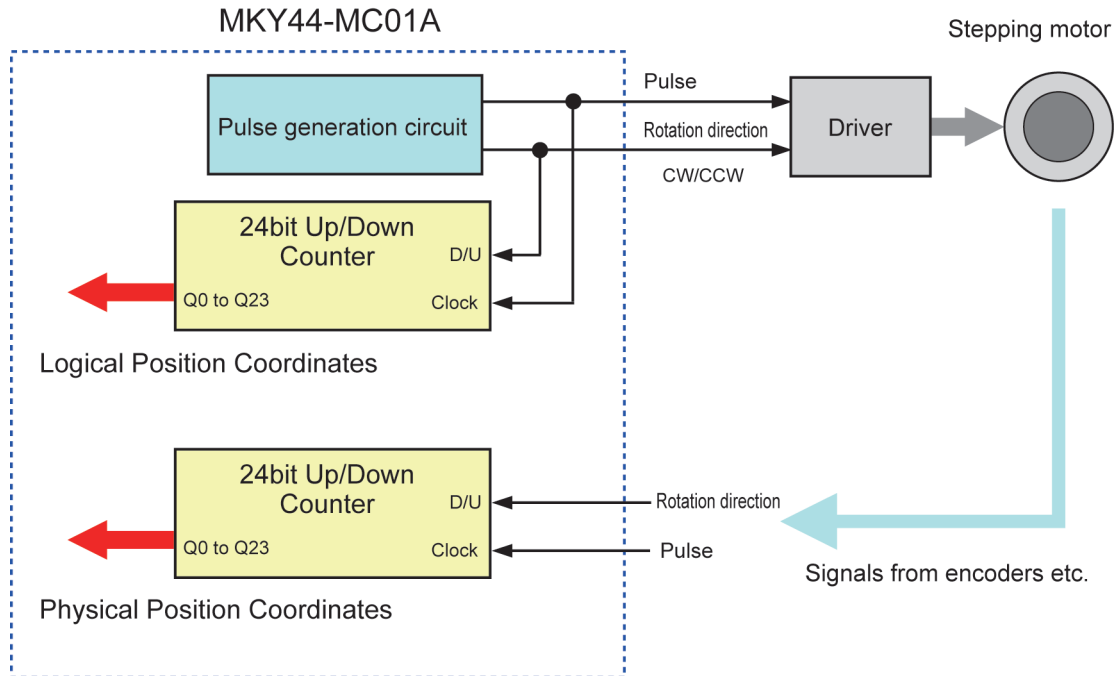 MKY44-MC01A
Stepping motor
Pulse generation circuit
Pulse
Rotation direction
CW/CCW
Driver
24bit Up/Down
Counter
D/U
Clock
Q0 to Q23
Logical Position Coordinates
24bit Up/Down
Counter
D/U
Clock
Q0 to Q23
Rotation direction
Pulse
Signals from encoders etc.
Physical Position Coordinates